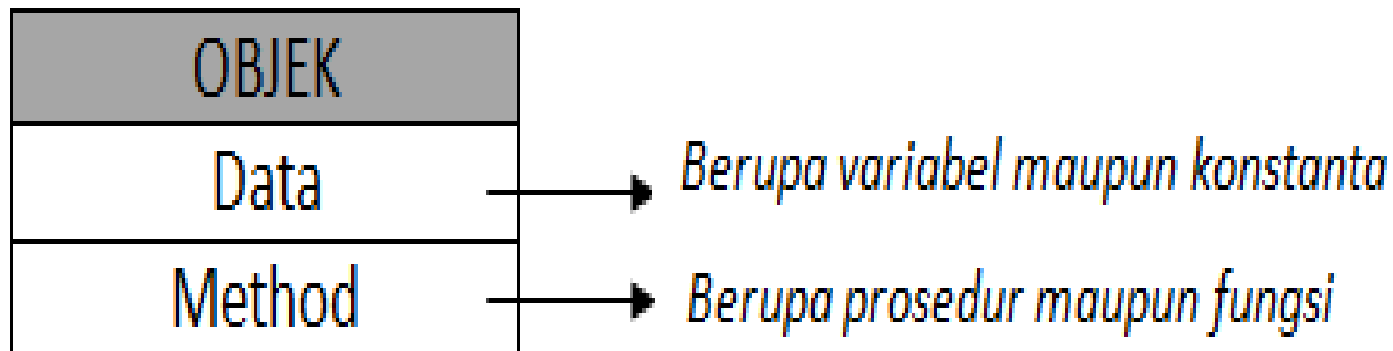 OBJEK
Data
Berupa variabel maupun konstanta
Method
Berupa prosedur maupun fungsi